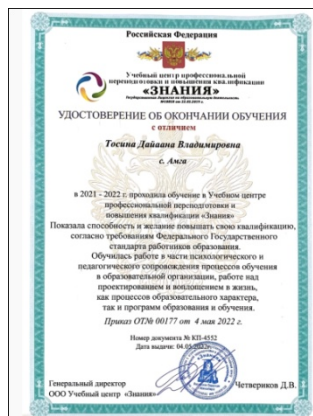 Российская Федерация
Учебный центр профессиональной
переподготовки и повышения квалификации
«ЗНАНИЯ»
УДОСТОВЕРЕНИЕ ОБ ОКОНЧАНИИ ОБУЧЕНИЯ
с отличием
Тосина Дайаана Владимировна
с. Амга
в 2021 - 2022 г. проходила обучение в Учебном центре
профессиональной переподготовки и
повышения квалификации «Знания»
Показала способность и желание повышать свою квалификацию,
согласно требованиям Федерального Государственного
стандарта работников образования.
Обучилась работе в части психологического и
педагогического сопровождения процессов обучения
в образовательной организации, работе над
проектированием и воплощением в жизнь,
как процессов образовательного характера,
так и программ образования и обучения.
Приказ ОТ№ 00177 от 4 мая 2022 г.
Номер документа № КП-4552
Дата выдачи: 04.05
Генеральный директор
ООО Учебный центр «Знания»
Четвериков Д.В.